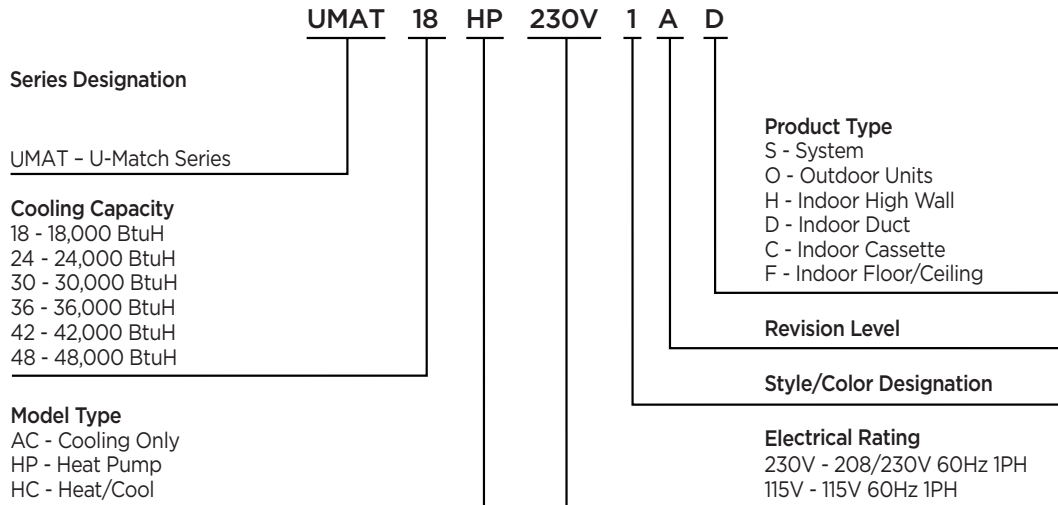 UMAT 18 HP 230V 1 A D
Series Designation
UMAT – U-Match Series
Cooling Capacity
18 - 18,000 BtuH
24 - 24,000 BtuH
30 - 30,000 BtuH
36 - 36,000 BtuH
42 - 42,000 BtuH
48 - 48,000 BtuH
Model Type
AC - Cooling Only
HP - Heat Pump
HC - Heat/Cool
Product Type
S - System
O - Outdoor Units
H - Indoor High Wall
D - Indoor Duct
C - Indoor Cassette
F - Indoor Floor/Ceiling
Revision Level
Style/Color Designation
Electrical Rating
230V - 208/230V 60Hz 1PH
115V - 115V 60Hz 1PH